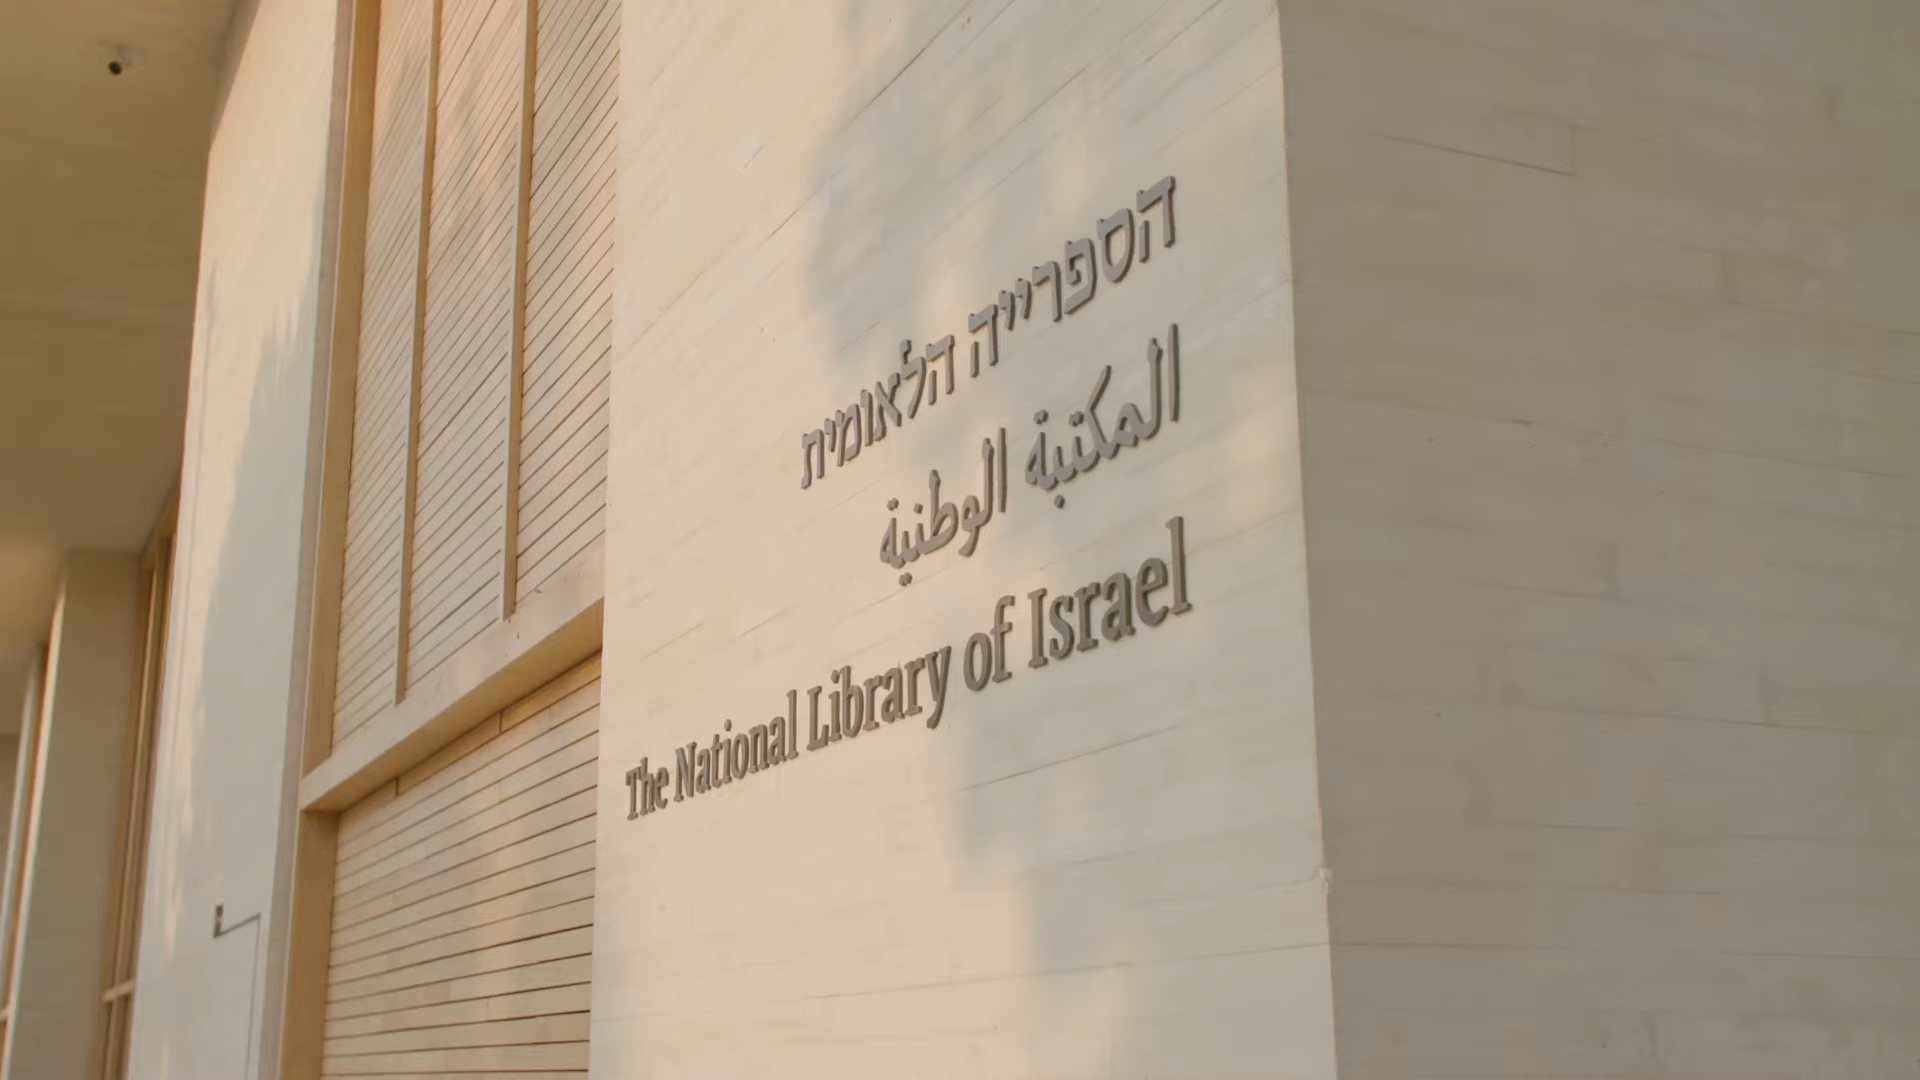 הספרייה הלאומית
المكتبة الوطنية
The National Library of Israel